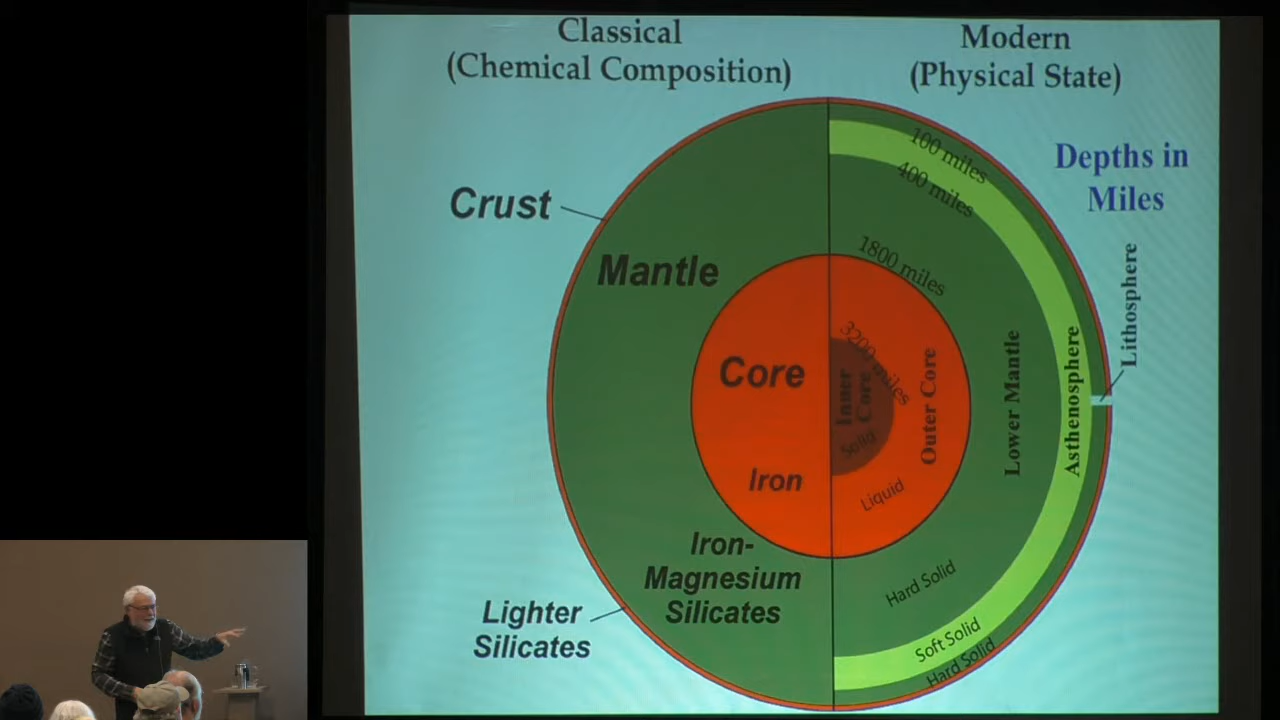 Classical
(Chemical Composition)
Modern
(Physical State)
Depths in
Miles
100 miles
400 miles
1800 miles
3200 miles
Crust
Mantle
Core
Iron
Iron-
Magnesium
Silicates
Lighter
Silicates
Inner
Core
Solid
Outer Core
Liquid
Lower Mantle
Hard Solid
Asthenosphere
Soft Solid
Lithosphere
Hard Solid